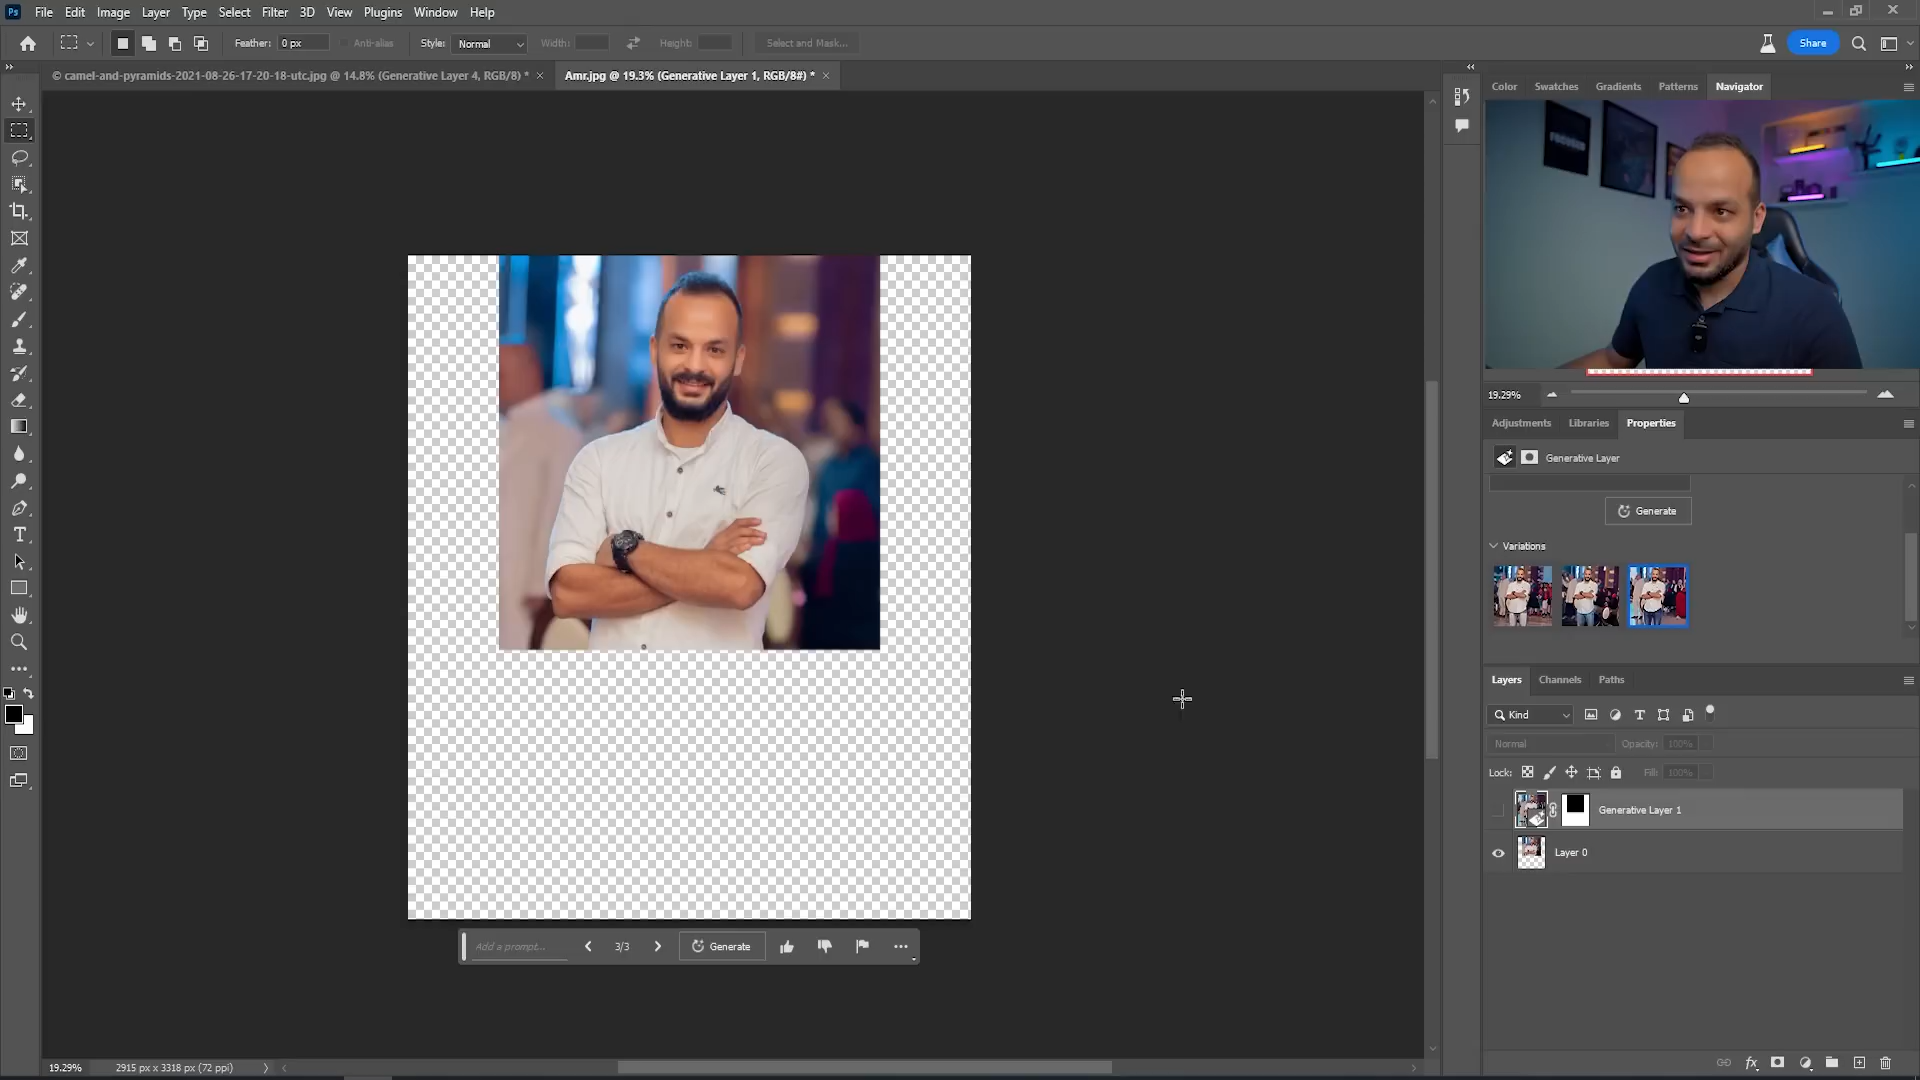 Ps File Edit Image Layer Type Select Filter 3D View Plugins Window Help
Feather: 0 px Anti-alias Style: Normal Width: Height: Select and Mask... Share
© camel-and-pyramids-2021-08-26-17-20-18-utc.jpg @ 14.8% (Generative Layer 4, RGB/8) * × Amr.jpg @ 19.3% (Generative Layer 1, RGB/8#) * ×
Color Swatches Gradients Patterns Navigator
19.29%
Adjustments Libraries Properties
Generative Layer
Generate
Variations
Layers Channels Paths
Kind
Normal Opacity: 100%
Lock: Fill: 100%
Generative Layer 1
Layer 0
Add a prompt... 3/3 Generate
19.29% 2915 px x 3318 px (72 ppi)